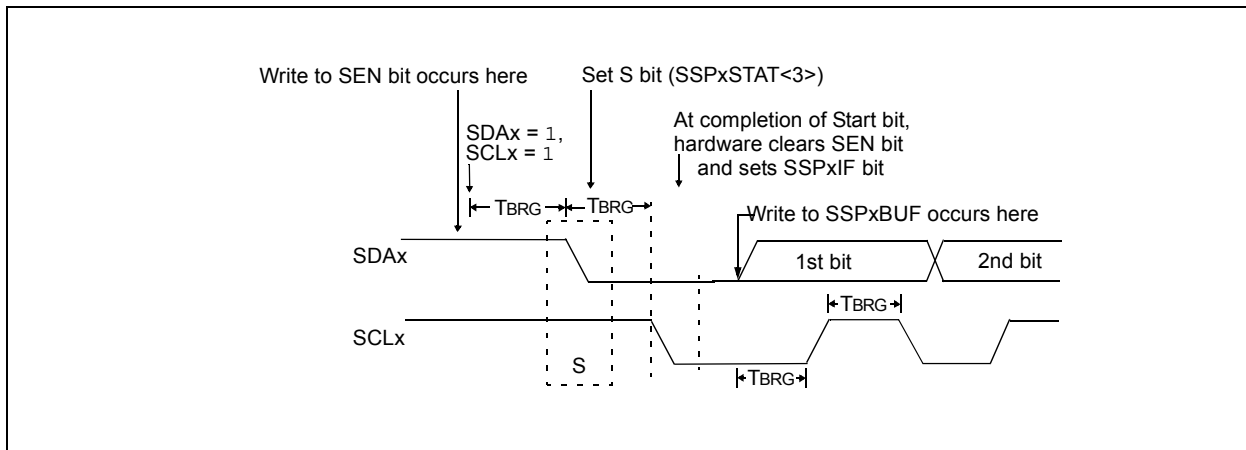 Write to SEN bit occurs here
Set S bit (SSPxSTAT<3>)
SDAx = 1,
SCLx = 1
At completion of Start bit,
hardware clears SEN bit
and sets SSPxIF bit
TBRG
TBRG
Write to SSPxBUF occurs here
SDAx
1st bit
2nd bit
TBRG
SCLx
S
TBRG